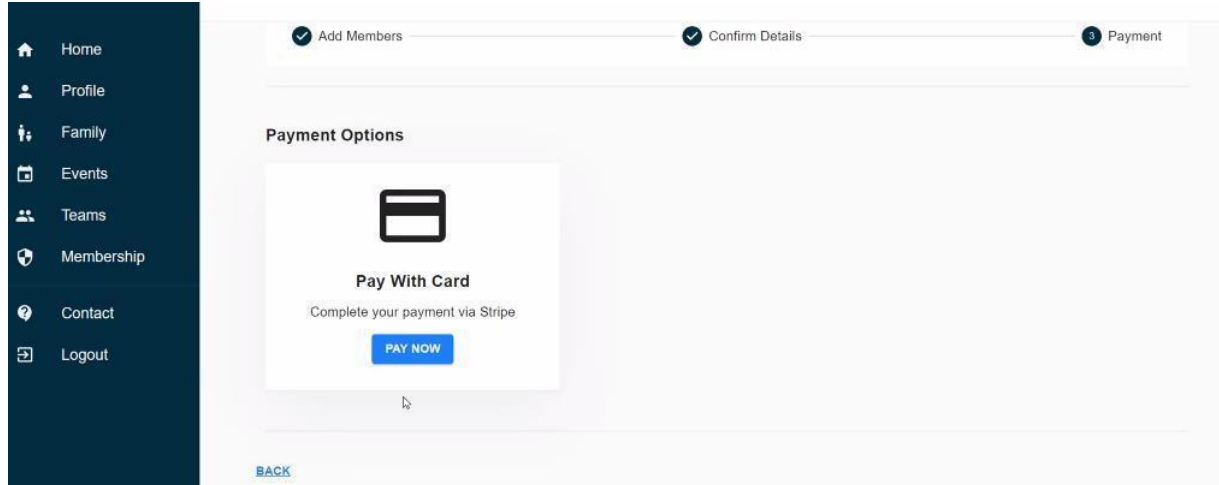 Home
Profile
Family
Events
Teams
Membership
Contact
Logout
Add Members
Confirm Details
3 Payment
Payment Options
Pay With Card
Complete your payment via Stripe
PAY NOW
BACK